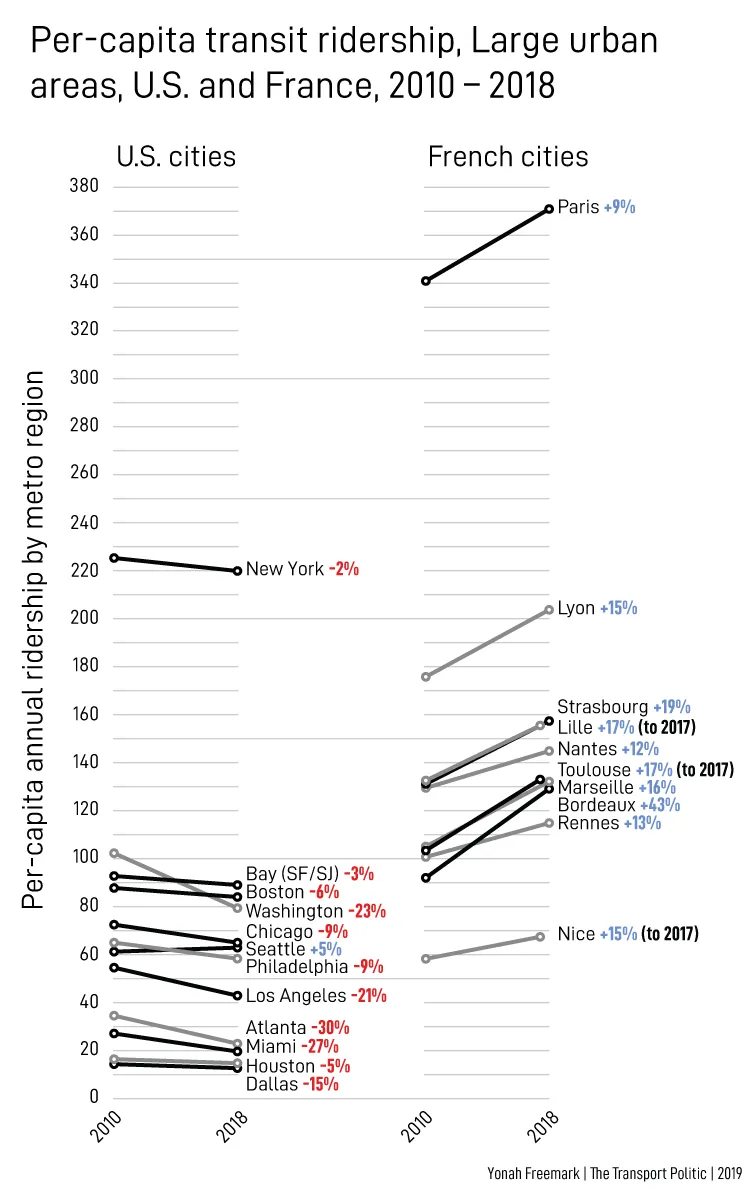 Per-capita transit ridership, Large urban
areas, U.S. and France, 2010 – 2018
U.S. cities
French cities
Per-capita annual ridership by metro region
380
360
340
320
300
280
260
240
220
200
180
160
140
120
100
80
60
40
20
0
New York -2%
Bay (SF/SJ) -3%
Boston -6%
Washington -23%
Chicago -9%
Seattle +5%
Philadelphia -9%
Los Angeles -21%
Atlanta -30%
Miami -27%
Houston -5%
Dallas -15%
2010
2018
Paris +9%
Lyon +15%
Strasbourg +19%
Lille +17% (to 2017)
Nantes +12%
Toulouse +17% (to 2017)
Marseille +16%
Bordeaux +43%
Rennes +13%
Nice +15% (to 2017)
2010
2018
Yonah Freemark | The Transport Politic | 2019